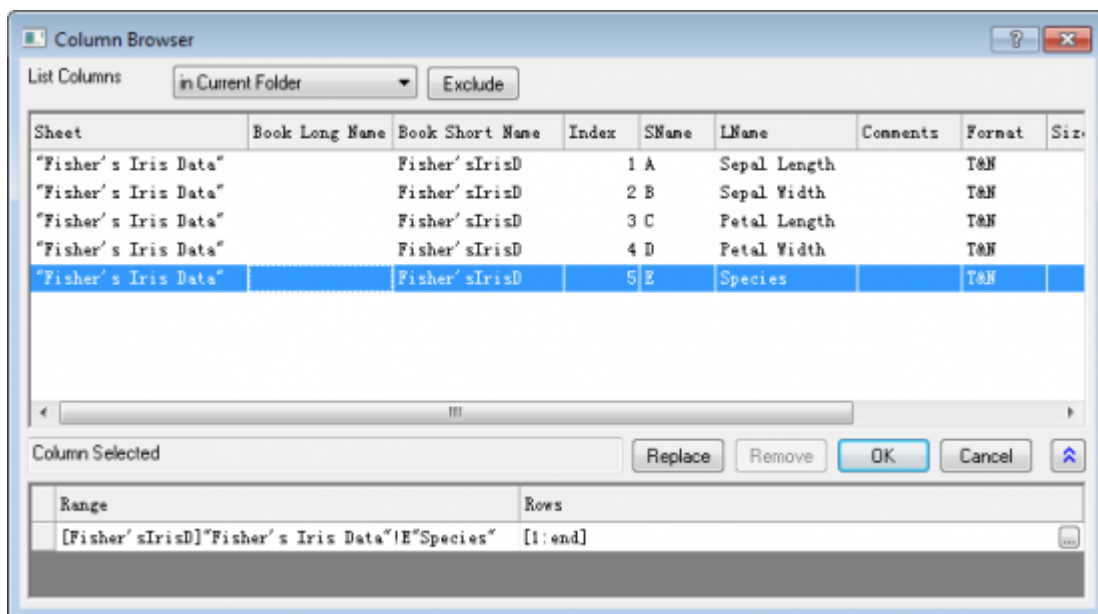 Column Browser
List Columns in Current Folder Exclude
Sheet Book Long Name Book Short Name Index SName LName Comments Format Siz
"Fisher's Iris Data" Fisher'sIrisD 1 A Sepal Length T&N
"Fisher's Iris Data" Fisher'sIrisD 2 B Sepal Width T&N
"Fisher's Iris Data" Fisher'sIrisD 3 C Petal Length T&N
"Fisher's Iris Data" Fisher'sIrisD 4 D Petal Width T&N
"Fisher's Iris Data" Fisher'sIrisD 5 E Species T&N
Column Selected Replace Remove OK Cancel
Range Rows
[Fisher'sIrisD]"Fisher's Iris Data"!E"Species" [1:end] ...